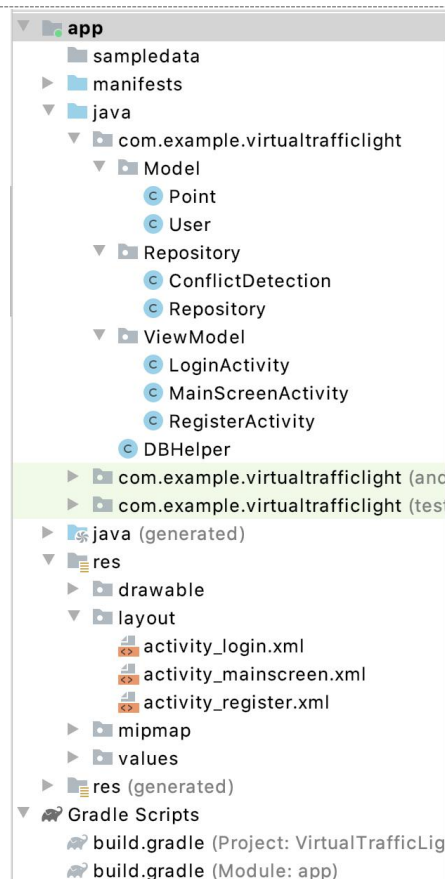 app
sampledata
manifests
java
com.example.virtualtrafficlight
Model
Point
User
Repository
ConflictDetection
Repository
ViewModel
LoginActivity
MainScreenActivity
RegisterActivity
DBHelper
com.example.virtualtrafficlight (and
com.example.virtualtrafficlight (test
java (generated)
res
drawable
layout
activity_login.xml
activity_mainscreen.xml
activity_register.xml
mipmap
values
res (generated)
Gradle Scripts
build.gradle (Project: VirtualTrafficLig
build.gradle (Module: app)